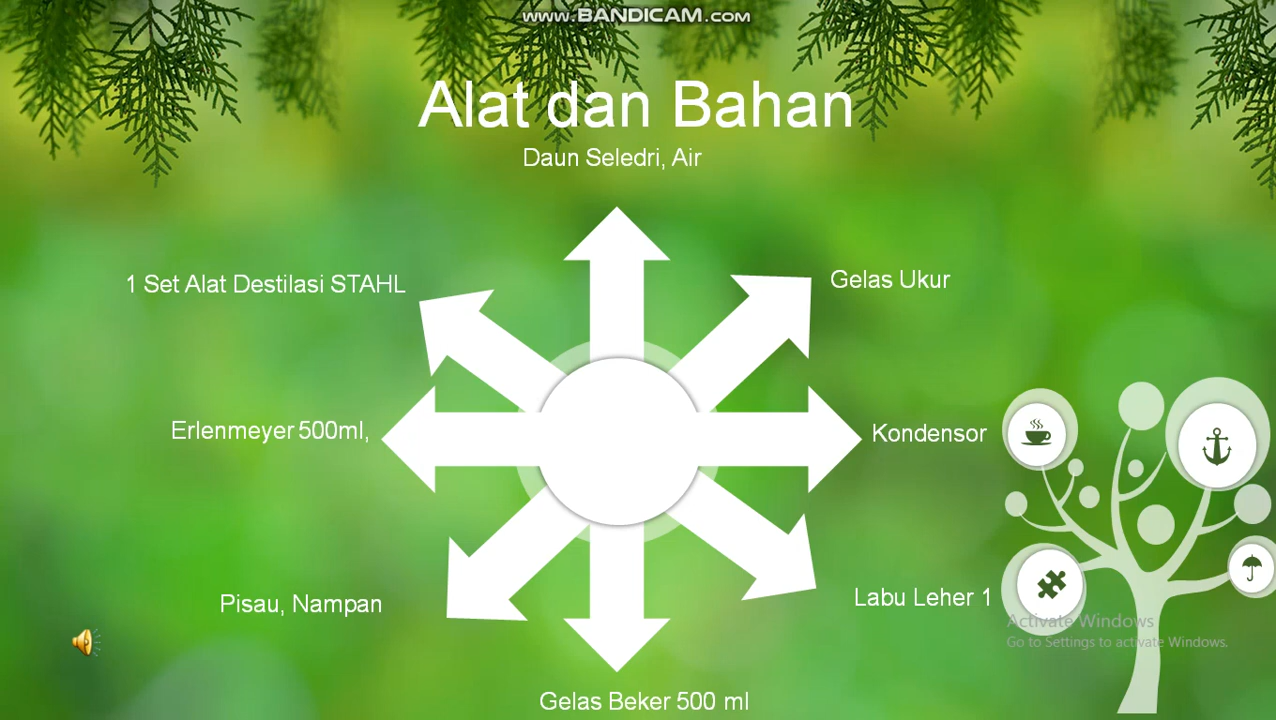 www.BANDICAM.com
Alat dan Bahan
Daun Seledri, Air
1 Set Alat Destilasi STAHL
Gelas Ukur
Erlenmeyer 500ml,
Kondensor
Pisau, Nampan
Labu Leher 1
Activate Windows
Go to Settings to activate Windows.
Gelas Beker 500 ml